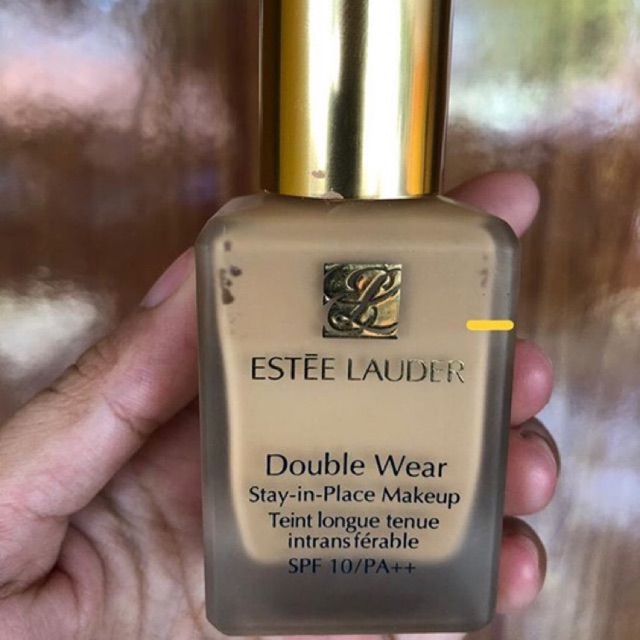 ESTĒE LAUDER
Double Wear
Stay-in-Place Makeup
Teint longue tenue
intransférable
SPF 10/PA++